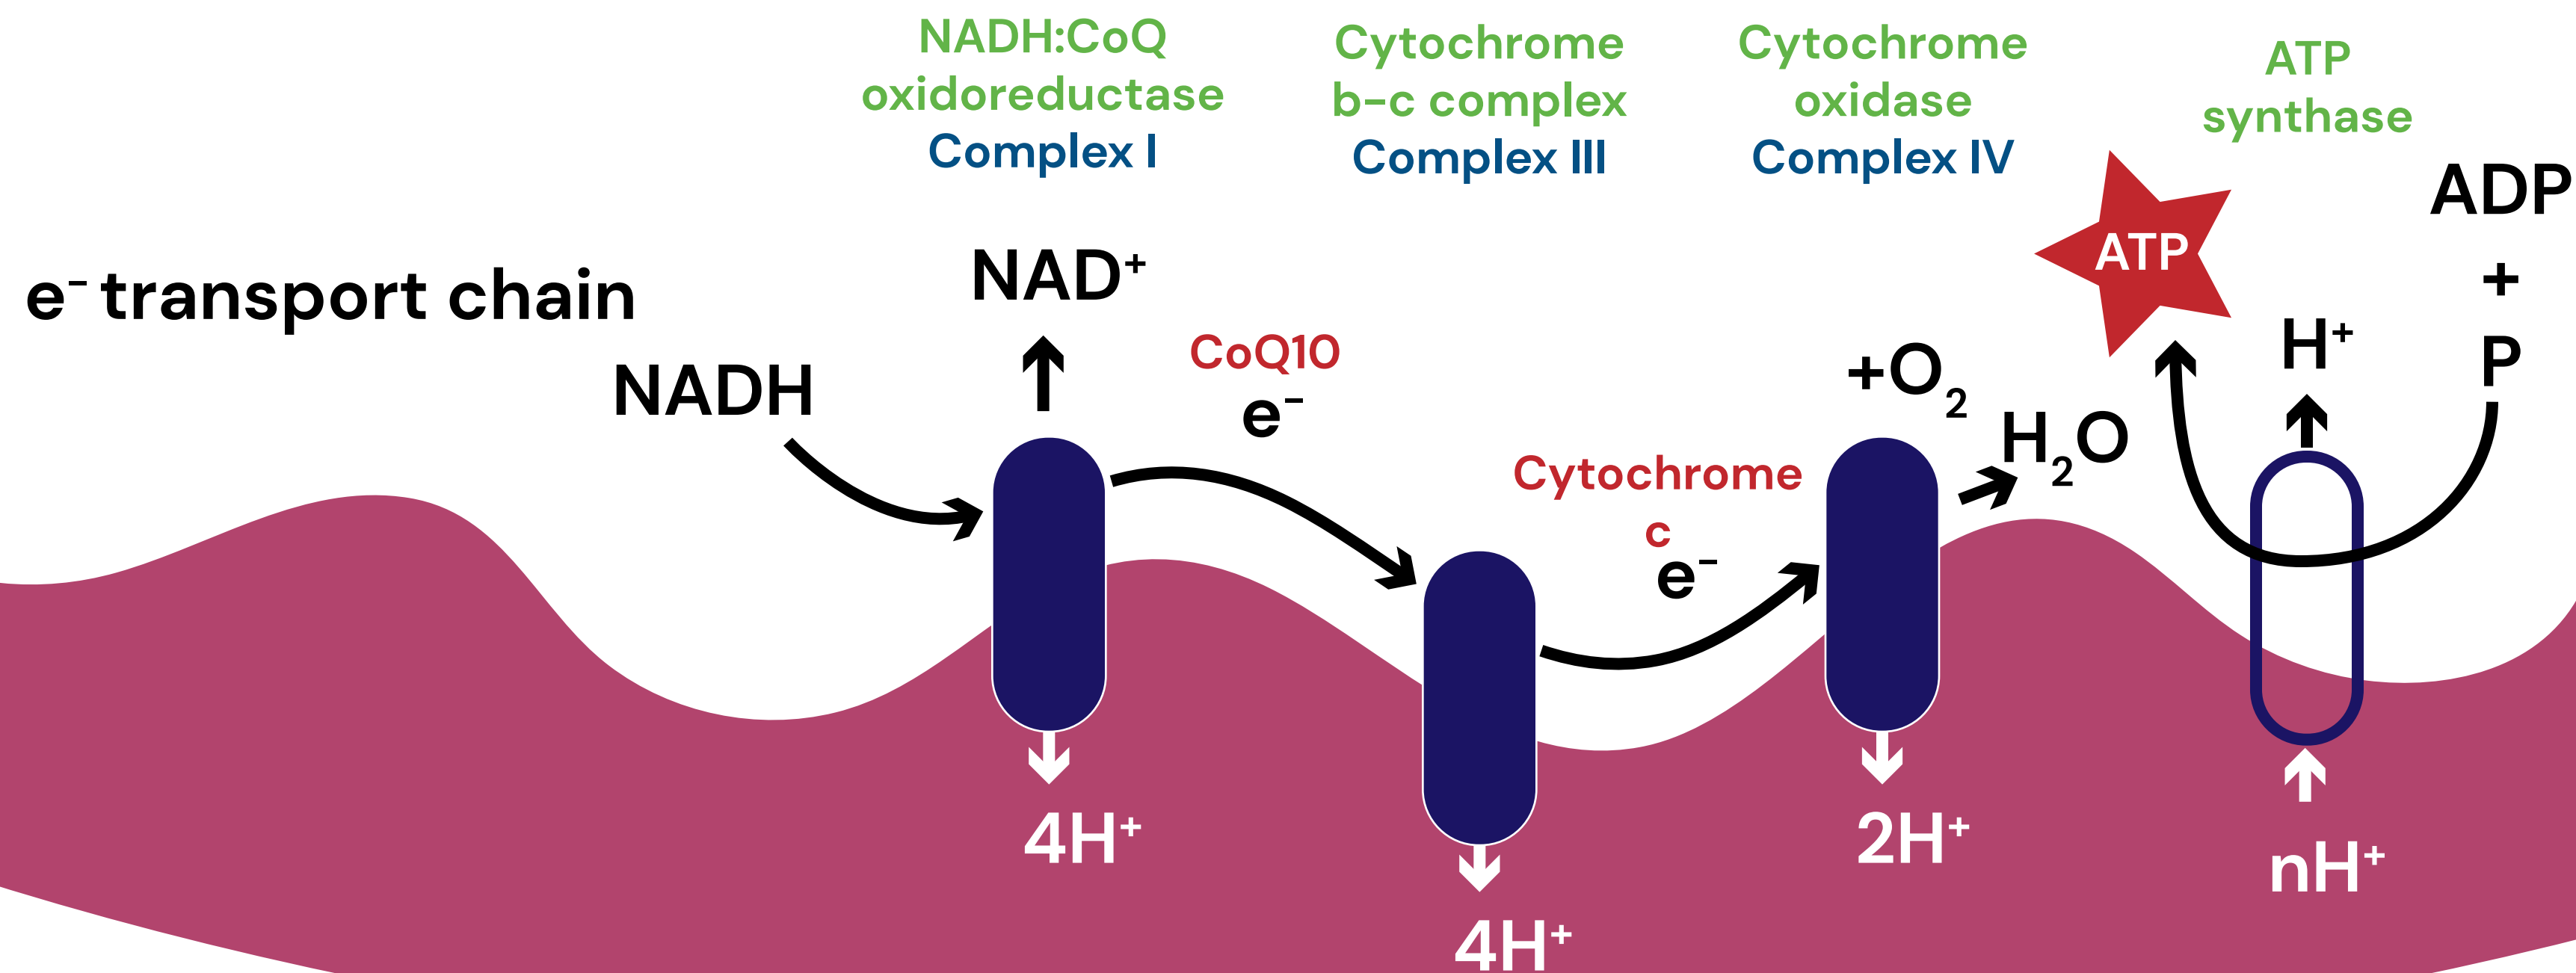 NADH:CoQ
oxidoreductase
Complex I
Cytochrome
b-c complex
Complex III
Cytochrome
oxidase
Complex IV
ATP
synthase
e⁻ transport chain
NADH
NAD⁺
CoQ10
e⁻
Cytochrome
c
e⁻
+O₂
H₂O
ATP
H⁺
ADP
+
P
4H⁺
4H⁺
2H⁺
nH⁺